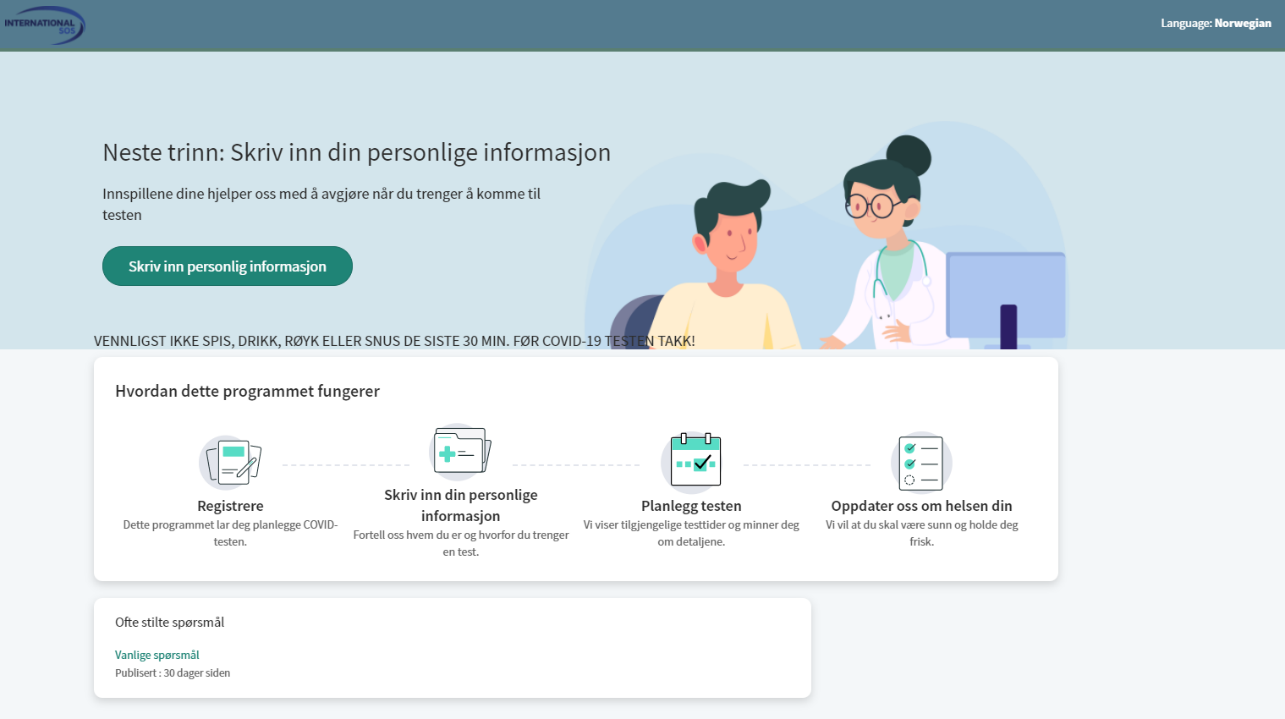 INTERNATIONAL
SOS
Language: Norwegian
Neste trinn: Skriv inn din personlige informasjon
Innspillene dine hjelper oss med å avgjøre når du trenger å komme til
testen
Skriv inn personlig informasjon
VENNLIGST IKKE SPIS, DRIKK, RØYK ELLER SNUS DE SISTE 30 MIN. FØR COVID-19 TESTEN TAKK!
Hvordan dette programmet fungerer
Registrere
Dette programmet lar deg planlegge COVID-
testen.
Skriv inn din personlige
informasjon
Fortell oss hvem du er og hvorfor du trenger
en test.
Planlegg testen
Vi viser tilgjengelige testtider og minner deg
om detaljene.
Oppdater oss om helsen din
Vi vil at du skal være sunn og holde deg
frisk.
Ofte stilte spørsmål
Vanlige spørsmål
Publisert : 30 dager siden